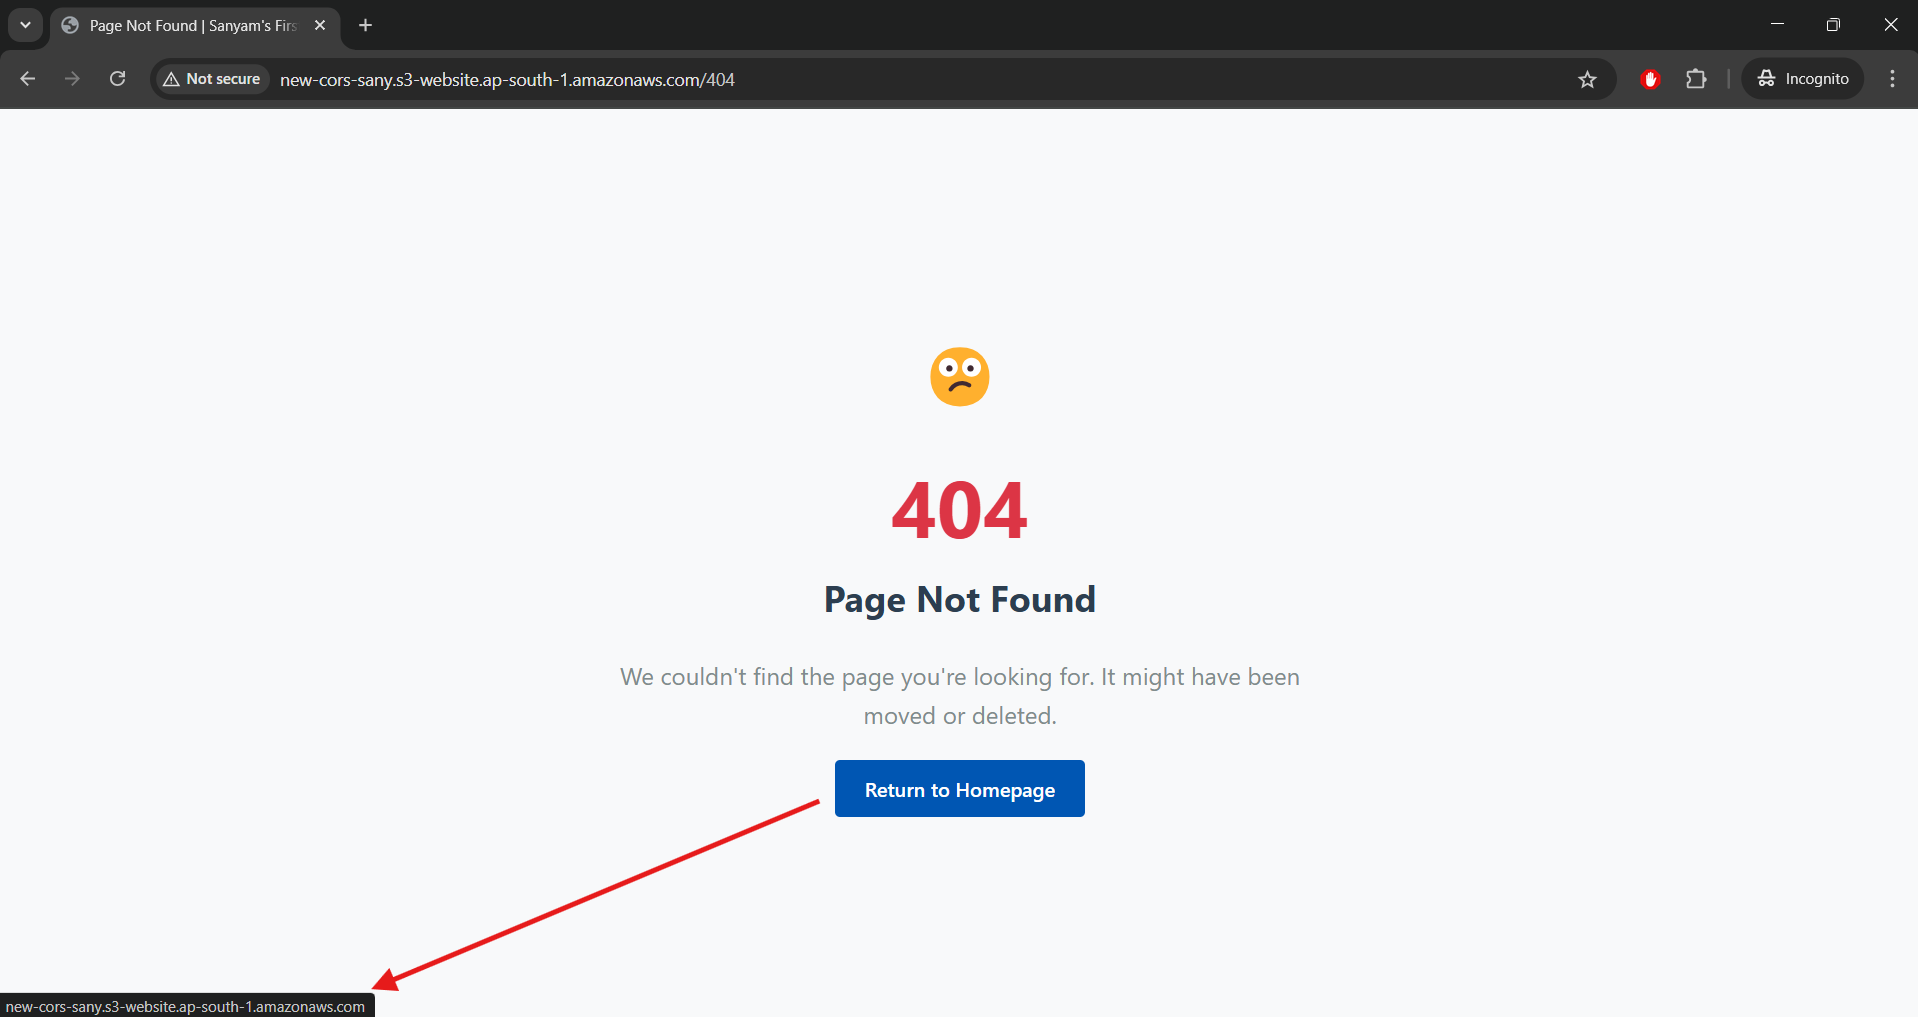 Page Not Found | Sanyam's Firs
Not secure
new-cors-sany.s3-website.ap-south-1.amazonaws.com/404
Incognito
404
Page Not Found
We couldn't find the page you're looking for. It might have been
moved or deleted.
Return to Homepage
new-cors-sany.s3-website.ap-south-1.amazonaws.com